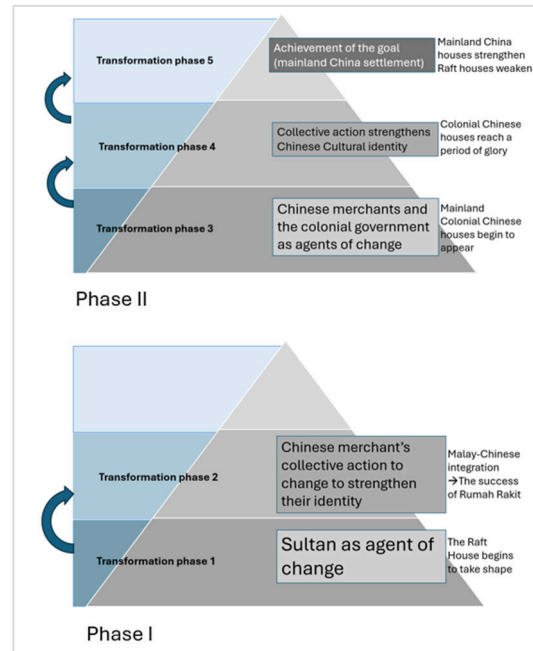 Transformation phase 5
Achievement of the goal
(mainland China settlement)
Mainland China
houses strengthen
Raft houses weaken
Transformation phase 4
Collective action strengthens
Chinese Cultural identity
Colonial Chinese
houses reach a
period of glory
Transformation phase 3
Chinese merchants and
the colonial government
as agents of change
Mainland
Colonial Chinese
houses begin to
appear
Phase II
Transformation phase 2
Chinese merchant’s
collective action to
change to strengthen
their identity
Malay-Chinese
integration
→The success
of Rumah Rakit
Transformation phase 1
Sultan as agent of
change
The Raft
House begins
to take shape
Phase I